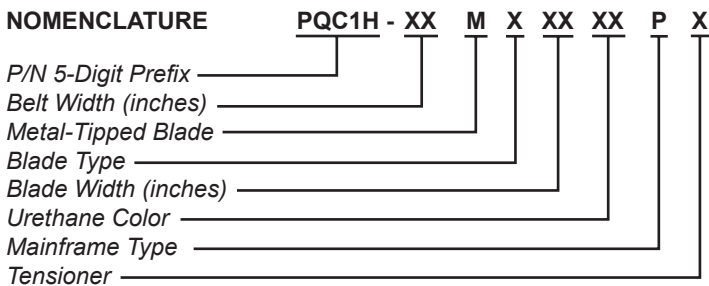 NOMENCLATURE PQC1H - XX M X XX XX P X
P/N 5-Digit Prefix
Belt Width (inches)
Metal-Tipped Blade
Blade Type
Blade Width (inches)
Urethane Color
Mainframe Type
Tensioner